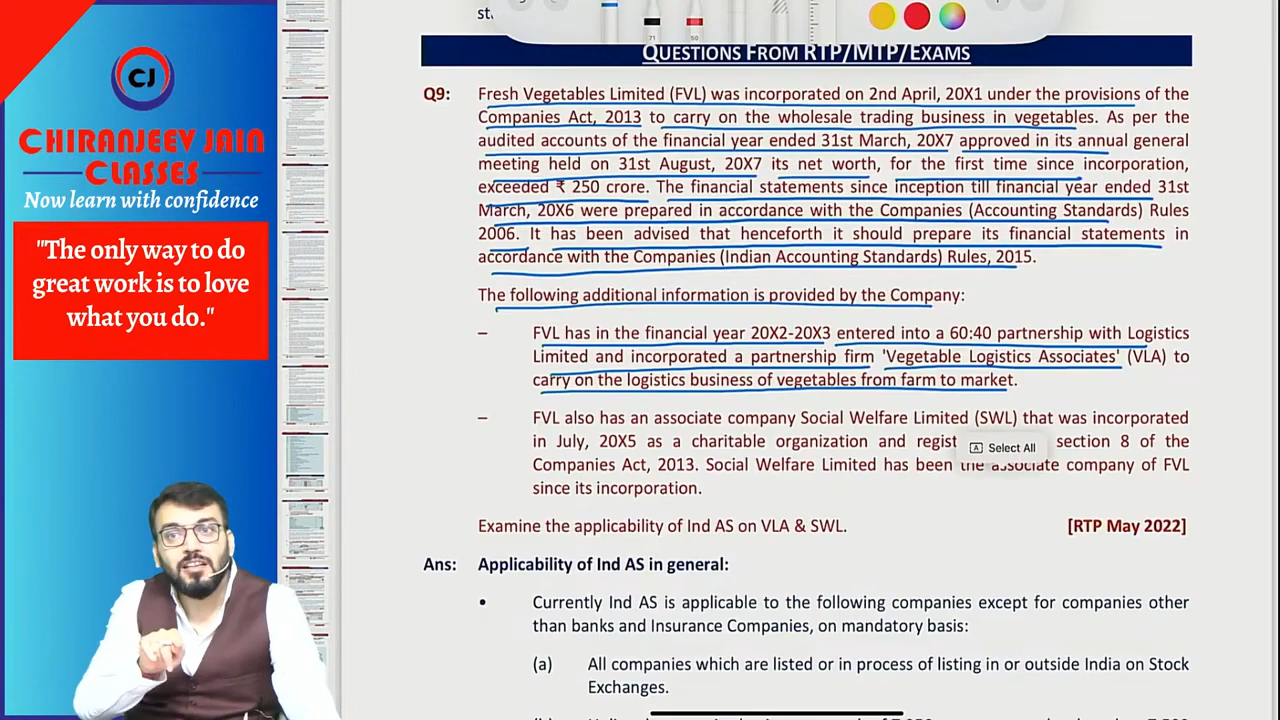 CJ
CHIRANJEEV JAIN
CLASSES
Now learn with confidence
"The only way to do
great work is to love
what you do."
71
50
QUESTIONS FROM RTP/MTP/EXAMS
Q9: Fresh Vegetables Limited (FVL) was incorporated on 2nd April, 20X1 under the provisions of the
Companies Act, 2013 to carry on the wholesale trading business in vegetables. As per the
audited accounts of the financial year ended 31st March, 20X7 approved in its annual general
meeting held on 31st August, 20X7 its net worth, for the first time since incorporation,
exceeded ₹ 250 crore. The financial statements since inception till financial year ended 31st
March, 20X6 were prepared in accordance with the Companies (Accounting Standards) Rules,
2006. It has been advised that henceforth it should prepare its financial statements in
accordance with the Companies (Indian Accounting Standards) Rules, 2015.
The following additional information is provided by the Company:
– FVL has in the financial year 20X2-20X3 entered into a 60:40 partnership with Logistics
Limited and incorporated a partnership firm 'Vegetable Logistics Associates' (VLA) to
carry on the logistics business of vegetables from farm to market.
– FVL also has an associate company Social Welfare Limited that was incorporated
in July, 20X5 as a charitable organisation and registered under section 8 of the
Companies Act, 2013. Social Welfare Limited has been the associate company of FVL
since its incorporation.
Select All
Examine the applicability of Ind AS on VLA & SWL. [RTP May 2022
Ans: Applicability of Ind AS in general
Currently, Ind AS is applicable to the following companies except for companies other
than banks and Insurance Companies, on mandatory basis:
(a) All companies which are listed or in process of listing in or outside India on Stock
Exchanges.